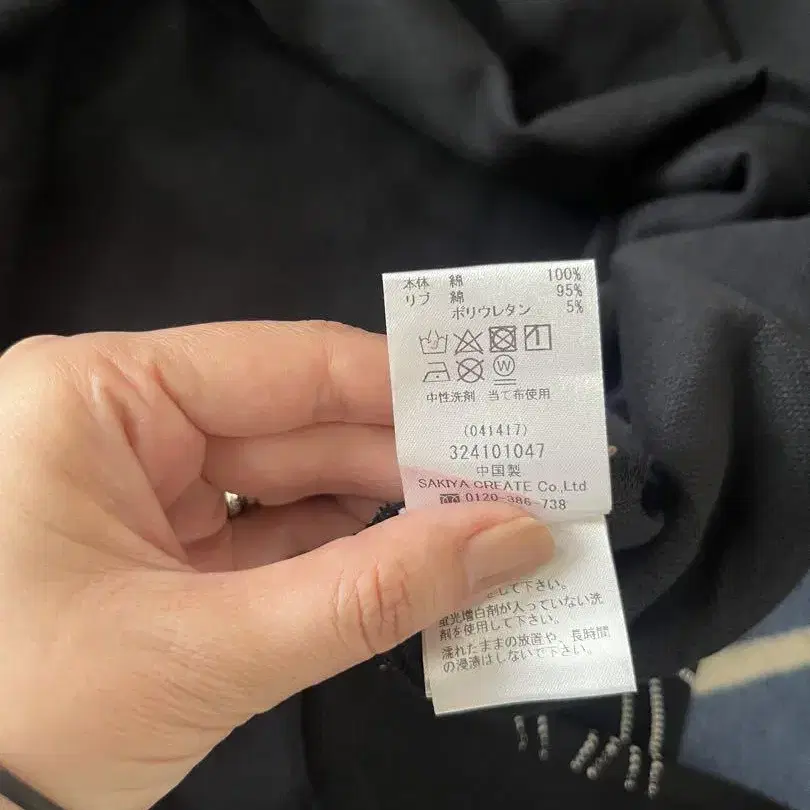 本体 綿 100%
リブ 綿 95%
ポリウレタン 5%
W
中性洗剤 当て布使用
(041417)
324101047
中国製
SAKIYA CREATE Co.,Ltd
0120-386-738
して下さい。
蛍光増白剤が入っていない洗
剤を使用して下さい。
濡れたままの放置や、長時間
の浸漬はしないで下さい。